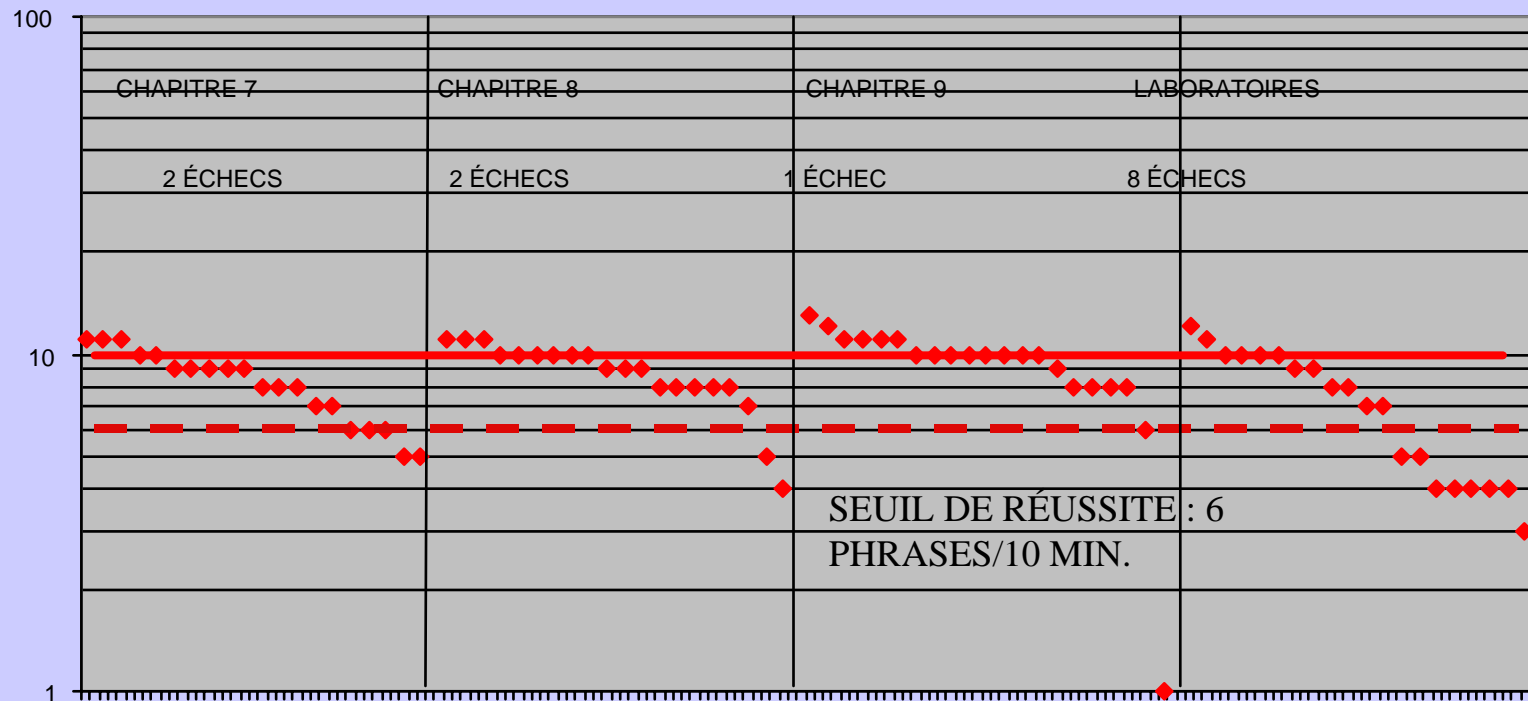 100
CHAPITRE 7 CHAPITRE 8 CHAPITRE 9 LABORATOIRES
2 ÉCHECS 2 ÉCHECS 1 ÉCHEC 8 ÉCHECS
10
SEUIL DE RÉUSSITE : 6
PHRASES/10 MIN.
1